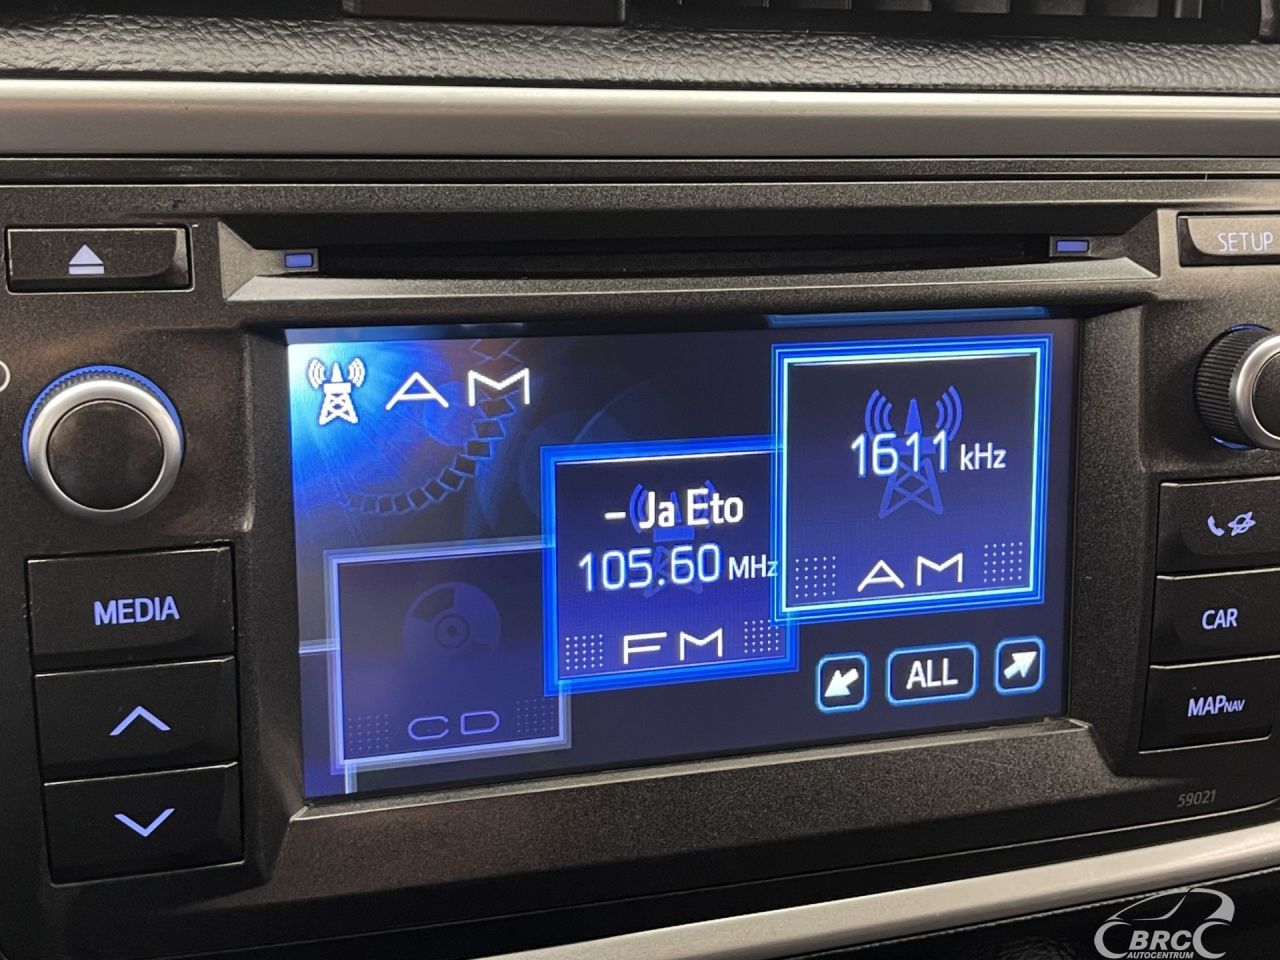 SETUP
AM
1611 kHz
– Ja Eto
105.60 MHz
AM
FM
CD
ALL
MEDIA
CAR
MAPNAV
59021
BRC
AUTOCENTRUM